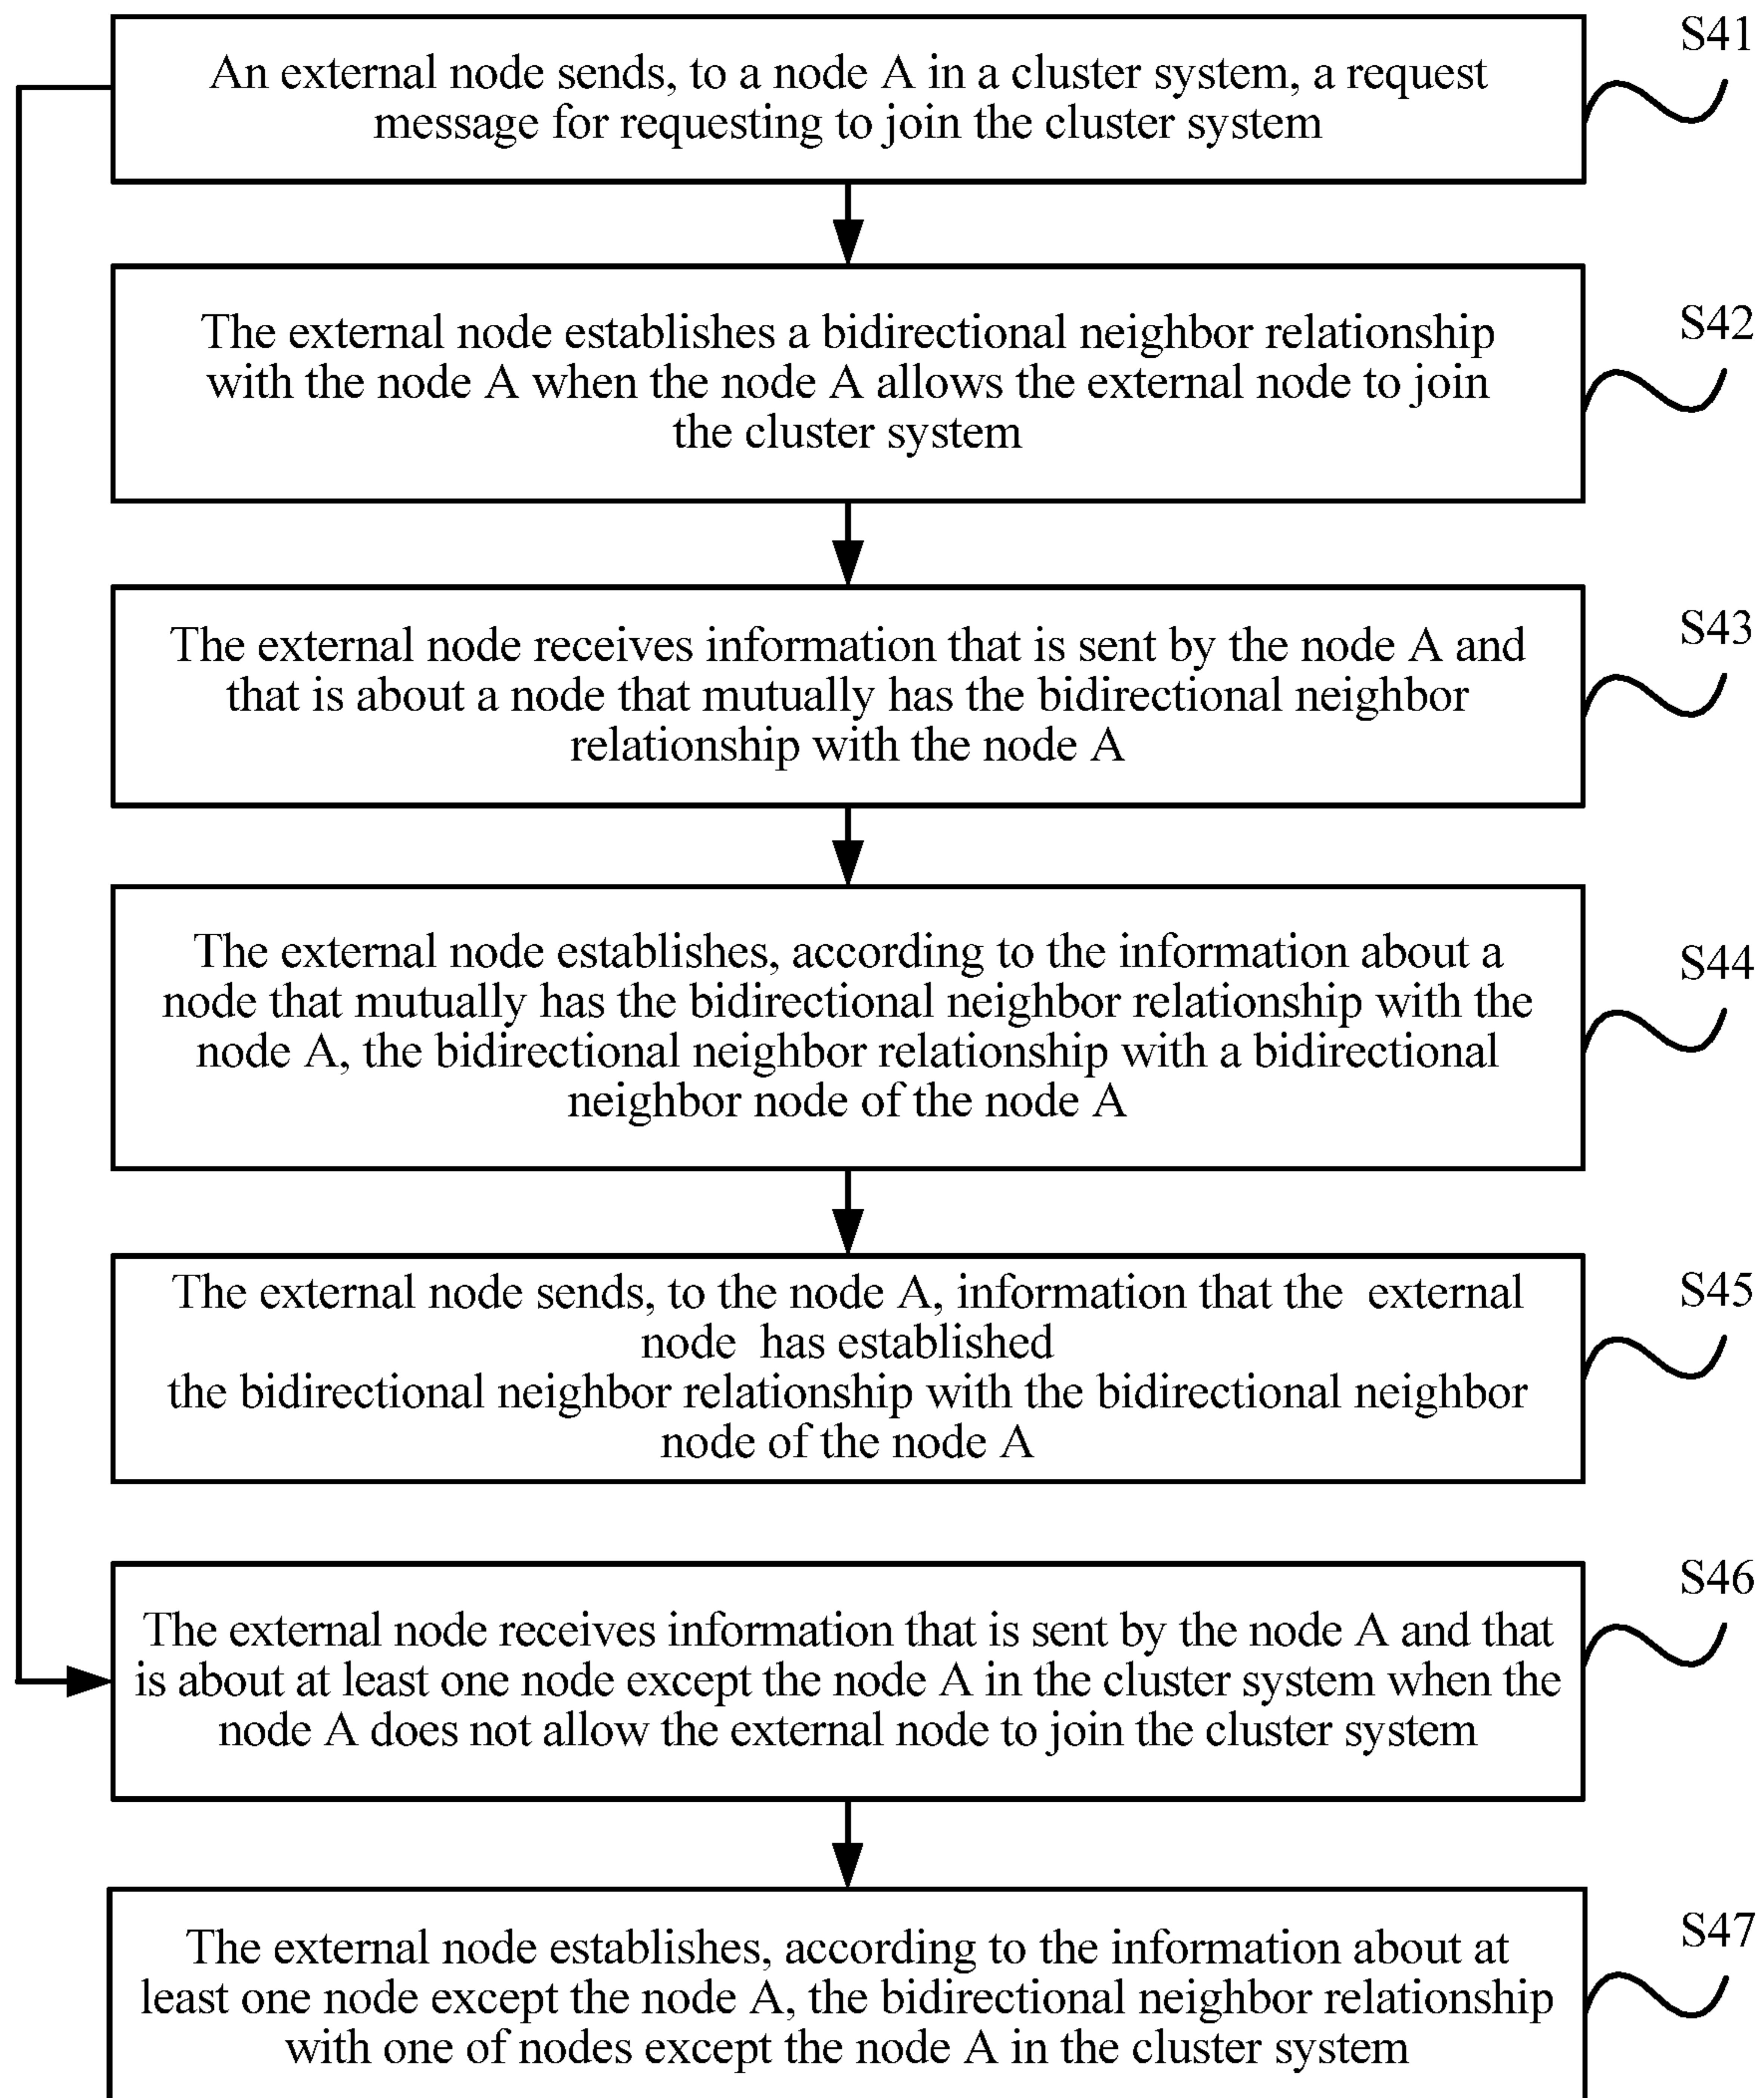 S41
An external node sends, to a node A in a cluster system, a request
message for requesting to join the cluster system
S42
The external node establishes a bidirectional neighbor relationship
with the node A when the node A allows the external node to join
the cluster system
S43
The external node receives information that is sent by the node A and
that is about a node that mutually has the bidirectional neighbor
relationship with the node A
S44
The external node establishes, according to the information about a
node that mutually has the bidirectional neighbor relationship with the
node A, the bidirectional neighbor relationship with a bidirectional
neighbor node of the node A
S45
The external node sends, to the node A, information that the external
node has established
the bidirectional neighbor relationship with the bidirectional neighbor
node of the node A
S46
The external node receives information that is sent by the node A and that
is about at least one node except the node A in the cluster system when the
node A does not allow the external node to join the cluster system
S47
The external node establishes, according to the information about at
least one node except the node A, the bidirectional neighbor relationship
with one of nodes except the node A in the cluster system